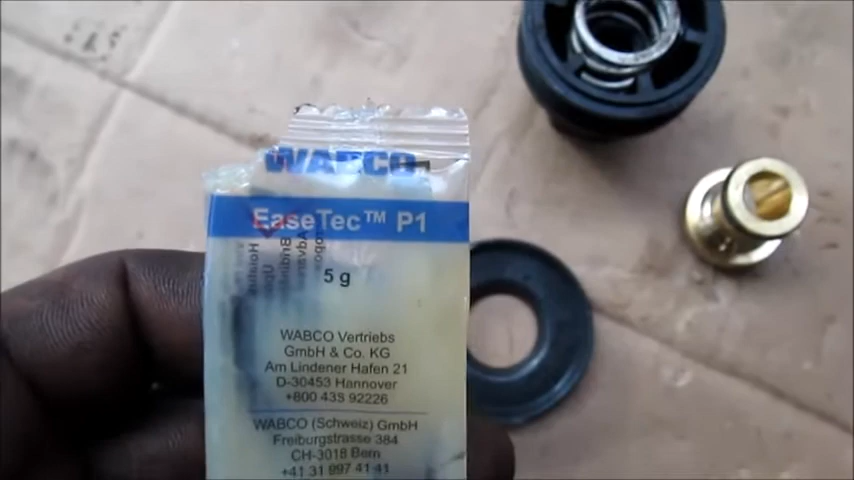 WABCO
EaseTec™ P1
5 g
WABCO Vertriebs
GmbH & Co. KG
Am Lindener Hafen 21
D-30453 Hannover
+800 435 92226
WABCO (Schweiz) GmbH
Freiburgstrasse 384
CH-3018 Bern
+41 31 997 41 41